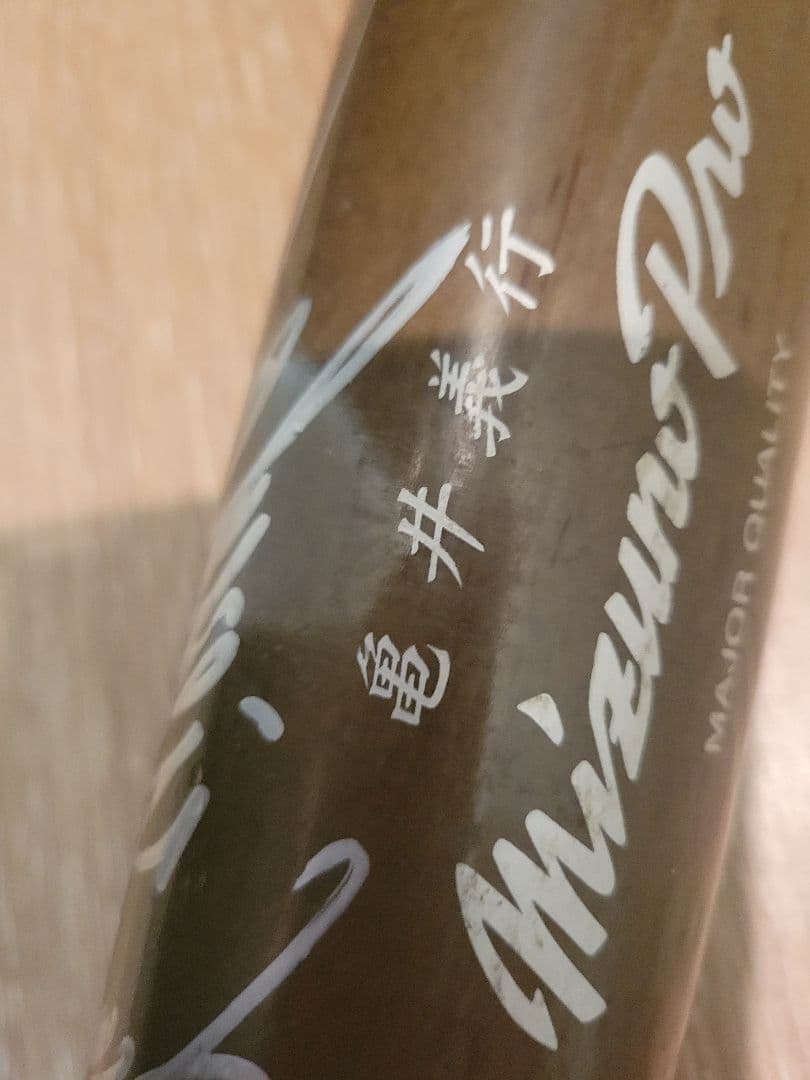 亀井義行
Mizuno Pro
MAJOR QUALITY